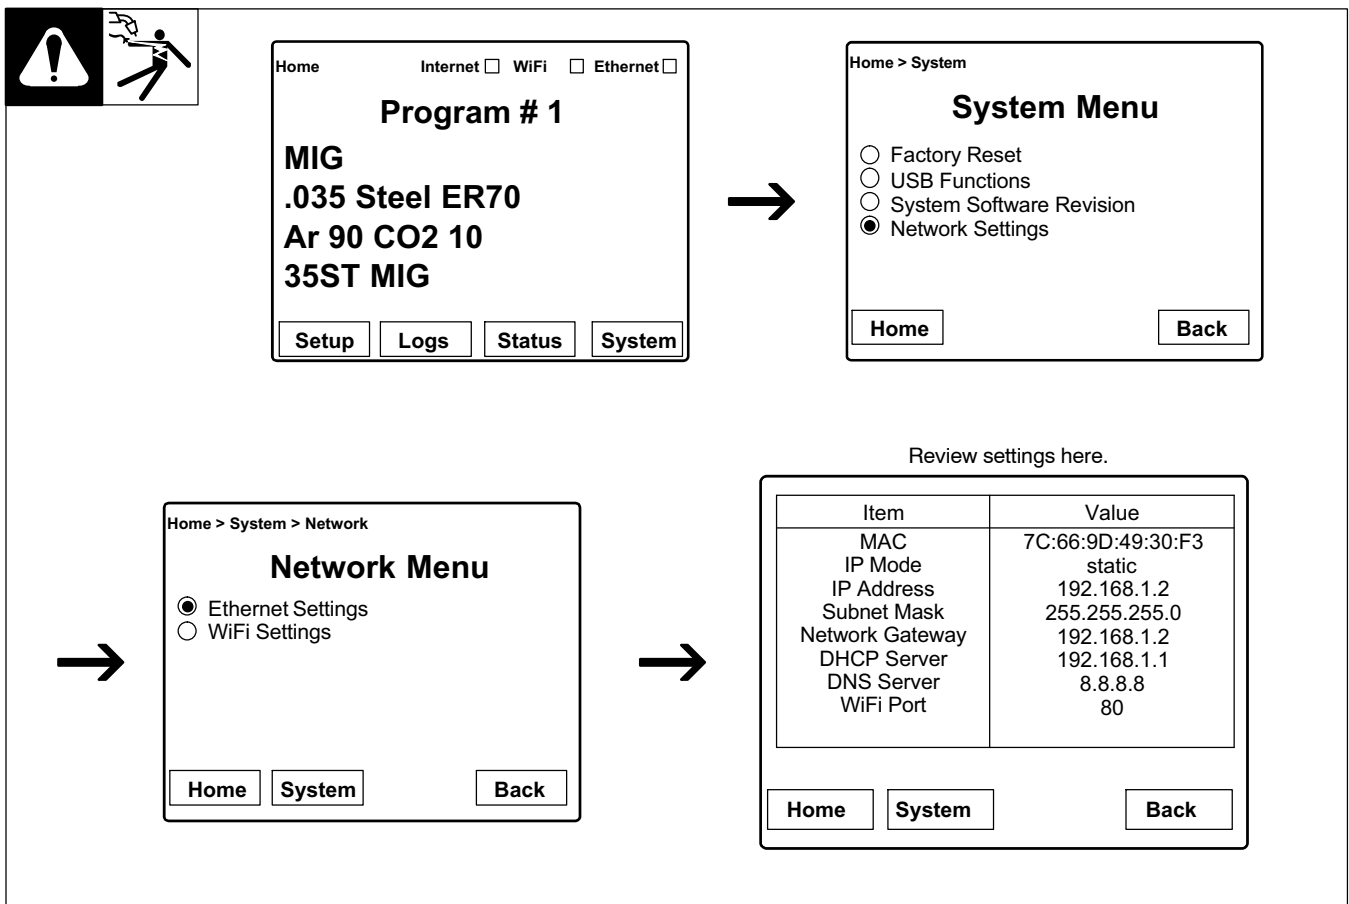 Home Internet WiFi Ethernet
Program # 1
MIG
.035 Steel ER70
Ar 90 CO2 10
35ST MIG
Setup Logs Status System
Home > System
System Menu
Factory Reset
USB Functions
System Software Revision
Network Settings
Home Back
Home > System > Network
Network Menu
Ethernet Settings
WiFi Settings
Home System Back
Review settings here.
Item Value
MAC 7C:66:9D:49:30:F3
IP Mode static
IP Address 192.168.1.2
Subnet Mask 255.255.255.0
Network Gateway 192.168.1.2
DHCP Server 192.168.1.1
DNS Server 8.8.8.8
WiFi Port 80
Home System Back